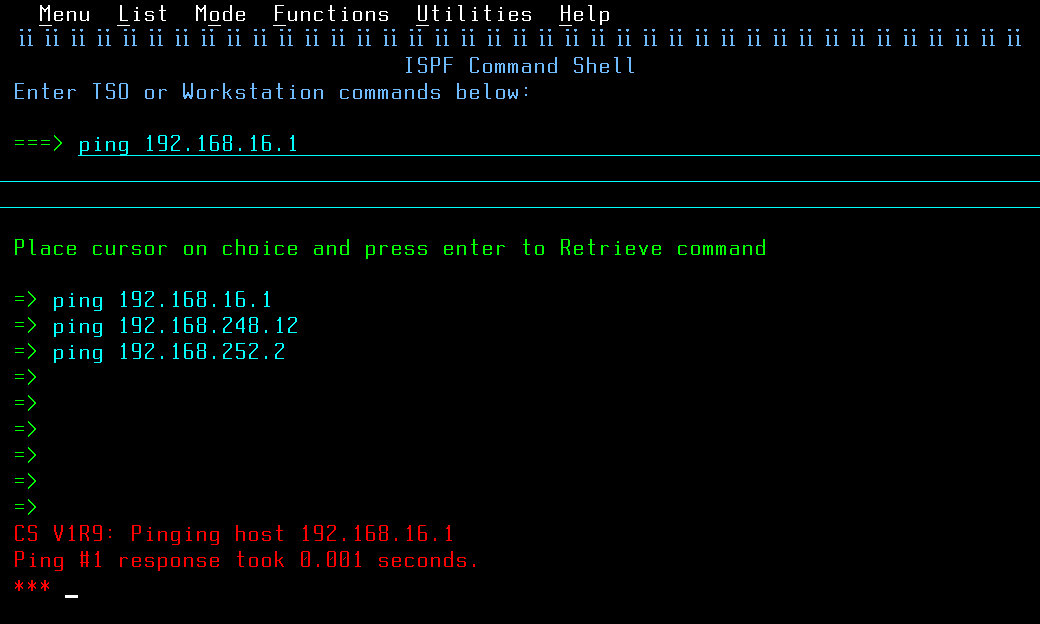 Menu List Mode Functions Utilities Help
ïï ïï ïï ïï ïï ïï ïï ïï ïï ïï ïï ïï ïï ïï ïï ïï ïï ïï ïï ïï ïï ïï ïï ïï ïï ïï ïï ïï ïï ïï ïï ïï ïï ïï ïï ïï ïï ïï ïï
ISPF Command Shell
Enter TSO or Workstation commands below:
===> ping 192.168.16.1
Place cursor on choice and press enter to Retrieve command
=> ping 192.168.16.1
=> ping 192.168.248.12
=> ping 192.168.252.2
=>
=>
=>
=>
=>
=>
CS V1R9: Pinging host 192.168.16.1
Ping #1 response took 0.001 seconds.
*** _